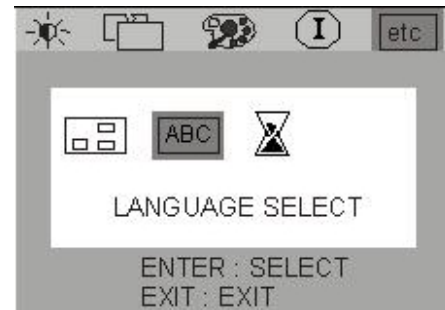 I etc
ABC
LANGUAGE SELECT
ENTER : SELECT
EXIT : EXIT